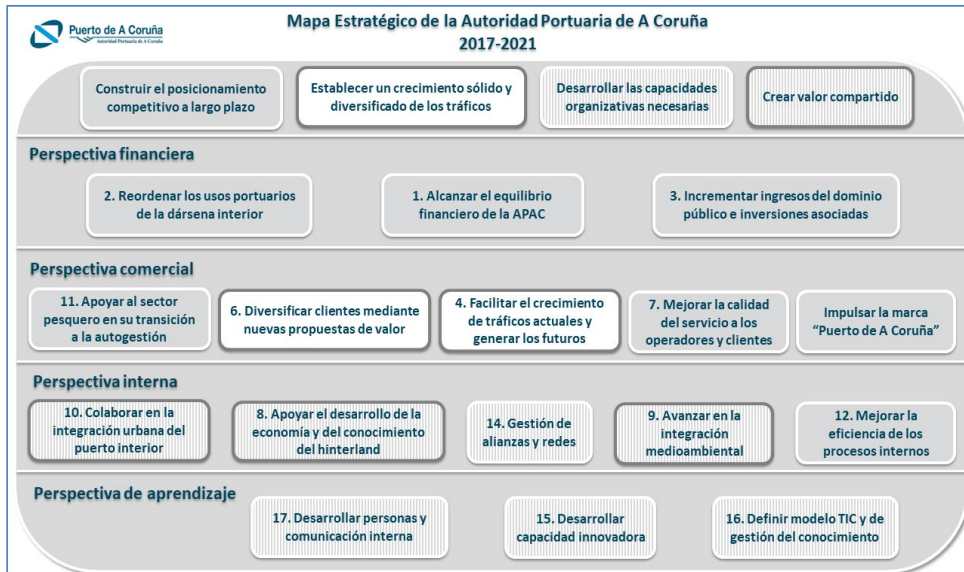 Puerto de A Coruña
Autoridad Portuaria de A Coruña
Mapa Estratégico de la Autoridad Portuaria de A Coruña
2017-2021
Construir el posicionamiento
competitivo a largo plazo
Establecer un crecimiento sólido y
diversificado de los tráficos
Desarrollar las capacidades
organizativas necesarias
Crear valor compartido
Perspectiva financiera
2. Reordenar los usos portuarios
de la dársena interior
1. Alcanzar el equilibrio
financiero de la APAC
3. Incrementar ingresos del dominio
público e inversiones asociadas
Perspectiva comercial
11. Apoyar al sector
pesquero en su transición
a la autogestión
6. Diversificar clientes mediante
nuevas propuestas de valor
4. Facilitar el crecimiento
de tráficos actuales y
generar los futuros
7. Mejorar la calidad
del servicio a los
operadores y clientes
Impulsar la marca
“Puerto de A Coruña”
Perspectiva interna
10. Colaborar en la
integración urbana del
puerto interior
8. Apoyar el desarrollo de la
economía y del conocimiento
del hinterland
14. Gestión de
alianzas y redes
9. Avanzar en la
integración
medioambiental
12. Mejorar la
eficiencia de los
procesos internos
Perspectiva de aprendizaje
17. Desarrollar personas y
comunicación interna
15. Desarrollar
capacidad innovadora
16. Definir modelo TIC y de
gestión del conocimiento